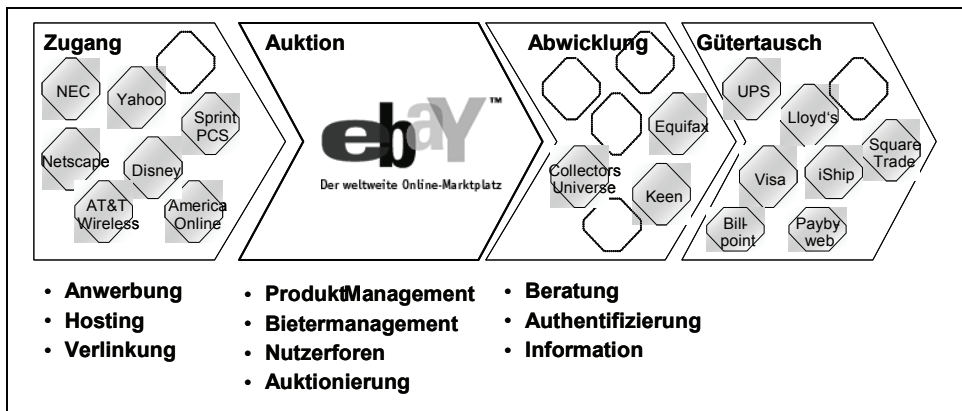 Zugang
NEC
Yahoo
Sprint
PCS
Netscape
Disney
AT&T
Wireless
America
Online
• Anwerbung
• Hosting
• Verlinkung
Auktion
ebaY™
Der weltweite Online-Marktplatz
• ProduktManagement
• Bietermanagement
• Nutzerforen
• Auktionierung
Abwicklung
Equifax
Collectors
Universe
Keen
• Beratung
• Authentifizierung
• Information
Gütertausch
UPS
Lloyd's
Square
Trade
Visa
iShip
Bill-
point
Payby
web